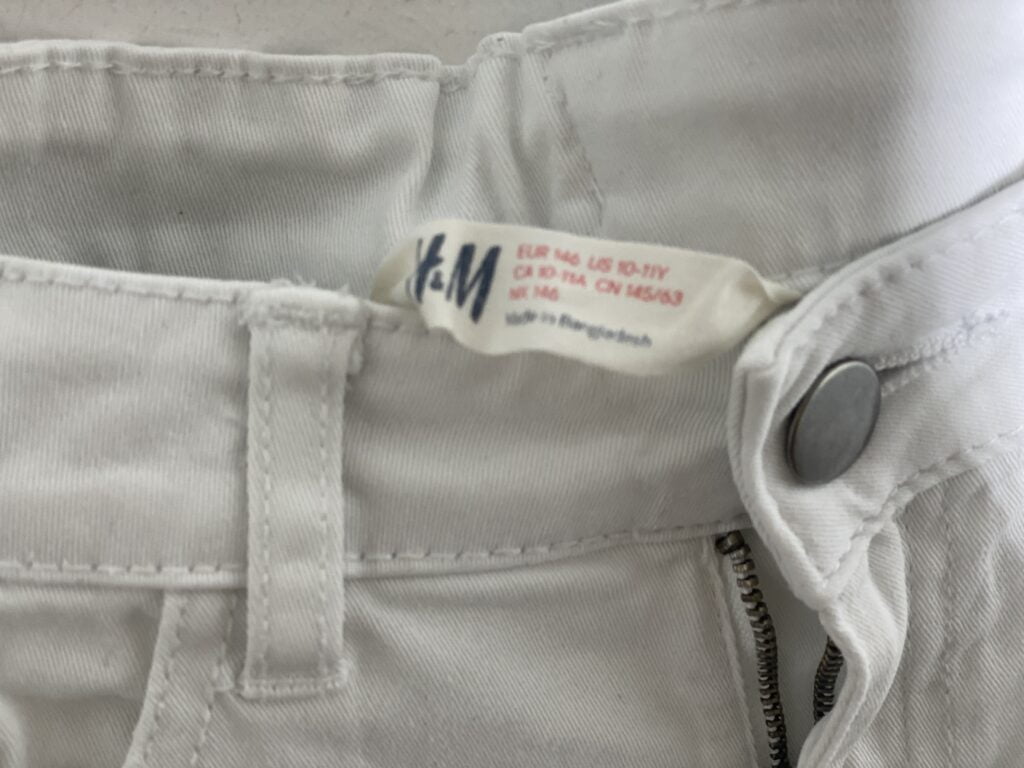 H&M
EUR 146 US 10-11Y
CA 10-11A CN 145/63
MX 146
Made in Bangladesh